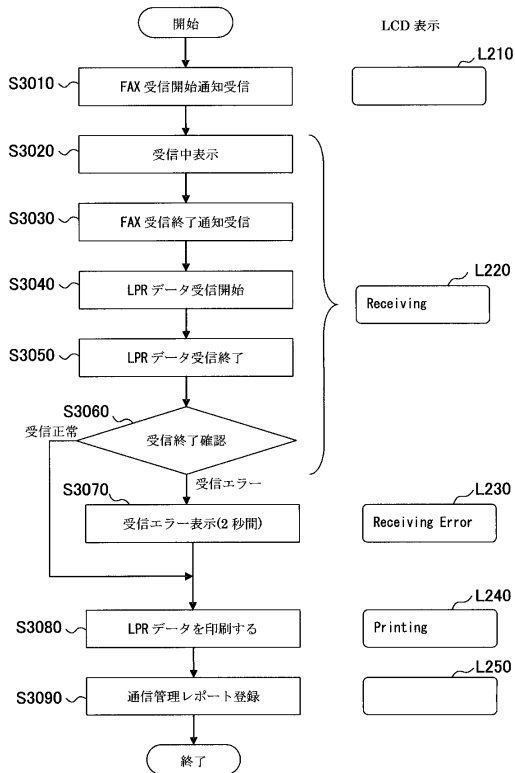 開始
LCD 表示
L210
S3010
FAX 受信開始通知受信
S3020
受信中表示
S3030
FAX 受信終了通知受信
S3040
LPR データ受信開始
L220
Receiving
S3050
LPR データ受信終了
S3060
受信正常
受信終了確認
受信エラー
S3070
受信エラー表示(2 秒間)
L230
Receiving Error
S3080
LPR データを印刷する
L240
Printing
S3090
通信管理レポート登録
L250
終了